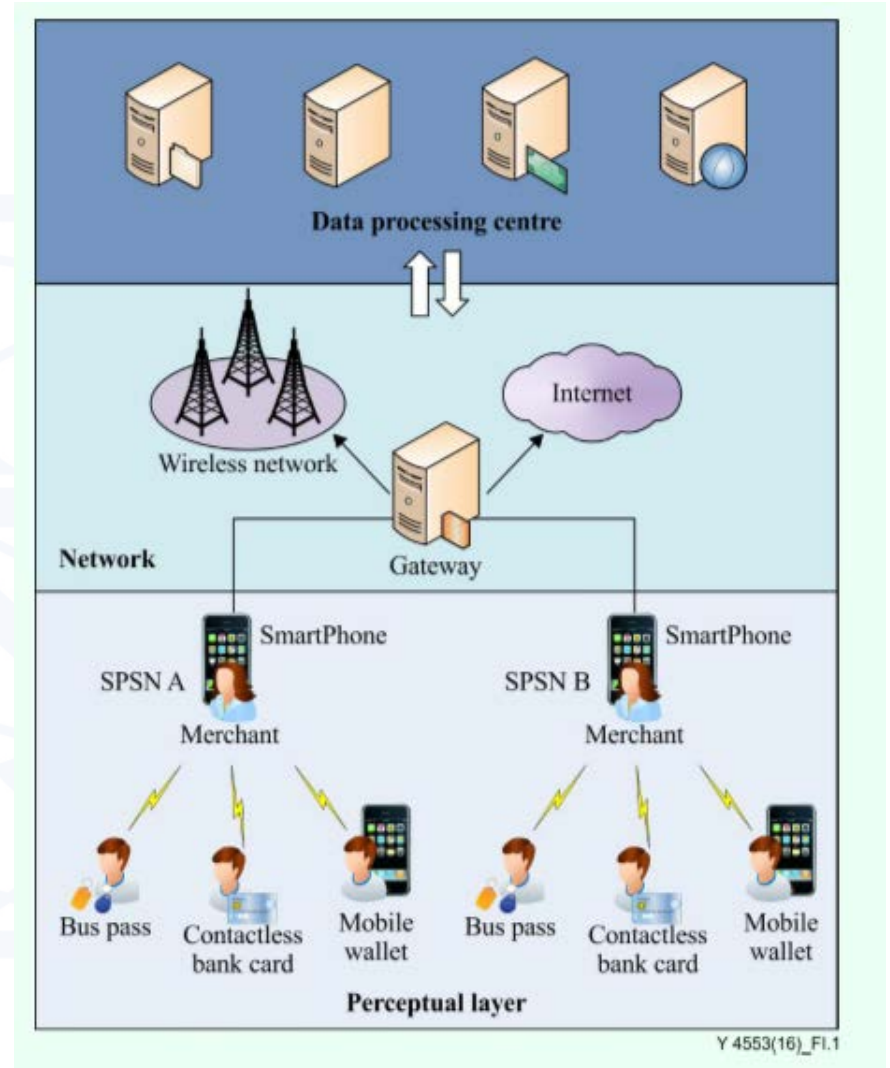 Data processing centre
Internet
Wireless network
Network
Gateway
SmartPhone
SmartPhone
SPSN A
SPSN B
Merchant
Merchant
Bus pass
Contactless
bank card
Mobile
wallet
Bus pass
Contactless
bank card
Mobile
wallet
Perceptual layer
Y 4553(16)_FI.1